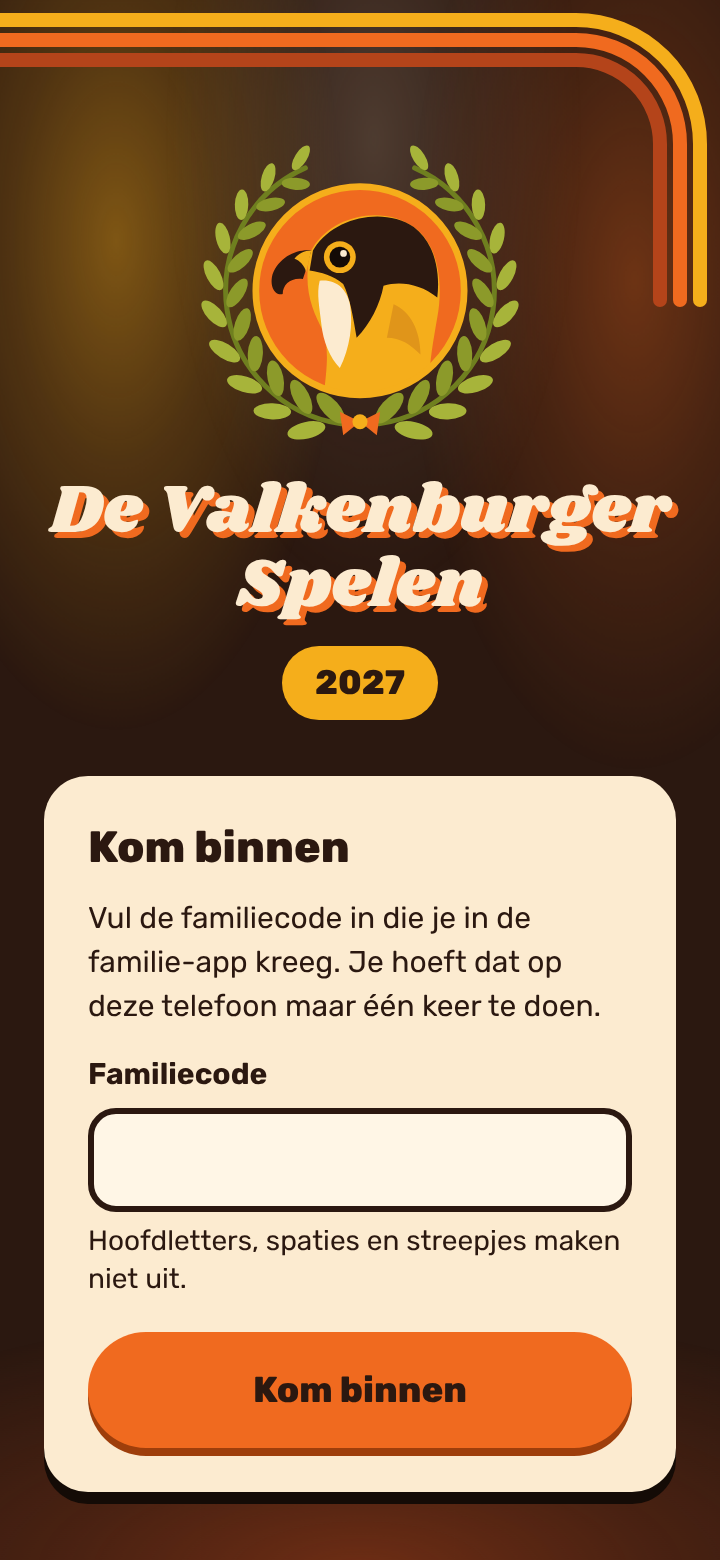 De Valkenburger
Spelen
2027
Kom binnen
Vul de familiecode in die je in de
familie-app kreeg. Je hoeft dat op
deze telefoon maar één keer te doen.
Familiecode
Hoofdletters, spaties en streepjes maken
niet uit.
Kom binnen